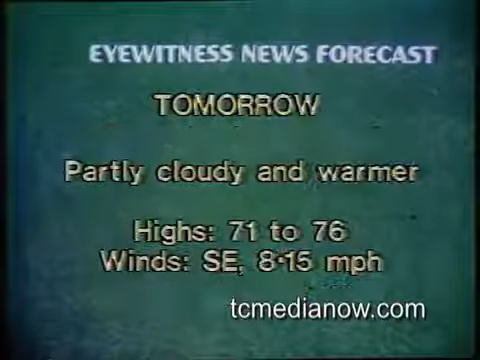 EYEWITNESS NEWS FORECAST
TOMORROW
Partly cloudy and warmer
Highs: 71 to 76
Winds: SE, 8-15 mph
tcmedianow.com